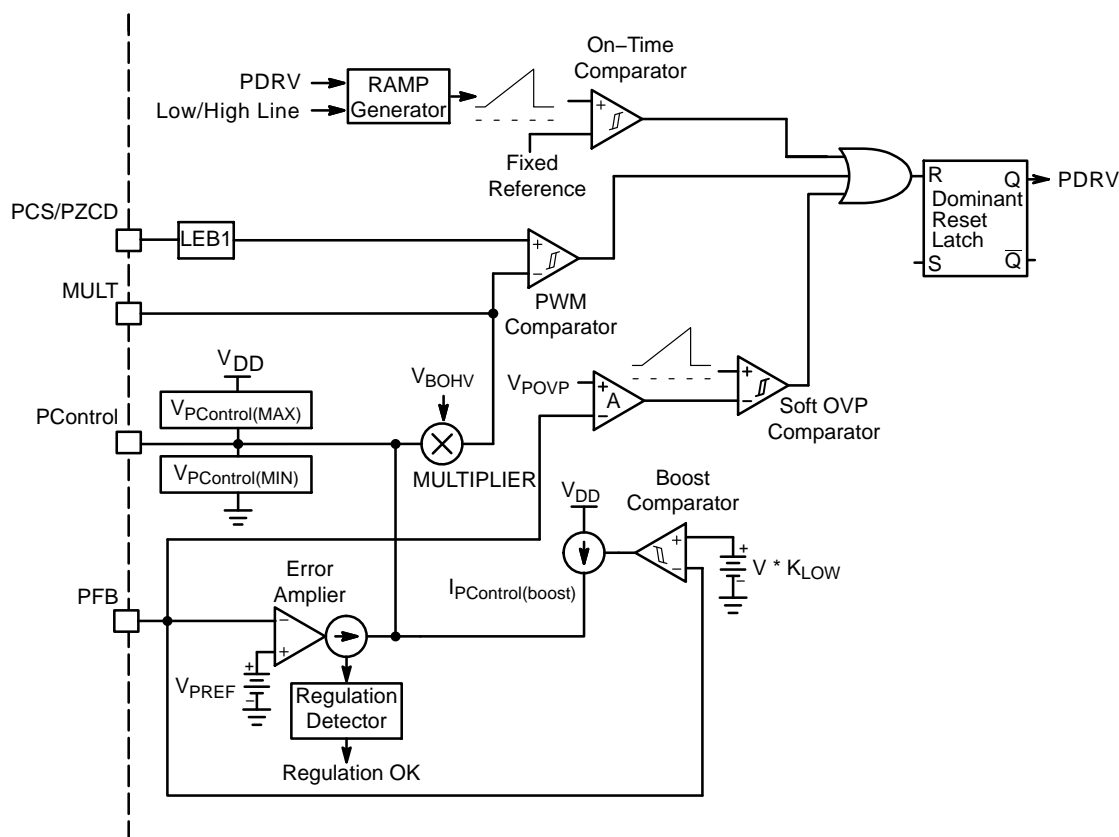 On−Time
Comparator
PDRV
RAMP
Generator
Low/High Line
+
Fixed
Reference
R
Q
PDRV
Dominant
Reset
Latch
S
Q
PCS/PZCD
LEB1
+
−
PWM
Comparator
MULT
VDD
VBOHV
VPOVP
+
A
−
+
−
Soft OVP
Comparator
PControl
VPControl(MAX)
VPControl(MIN)
MULTIPLIER
VDD
Boost
Comparator
+
−
+
−
V * KLOW
IPControl(boost)
PFB
Error
Amplier
−
+
VPREF
+
−
Regulation
Detector
Regulation OK